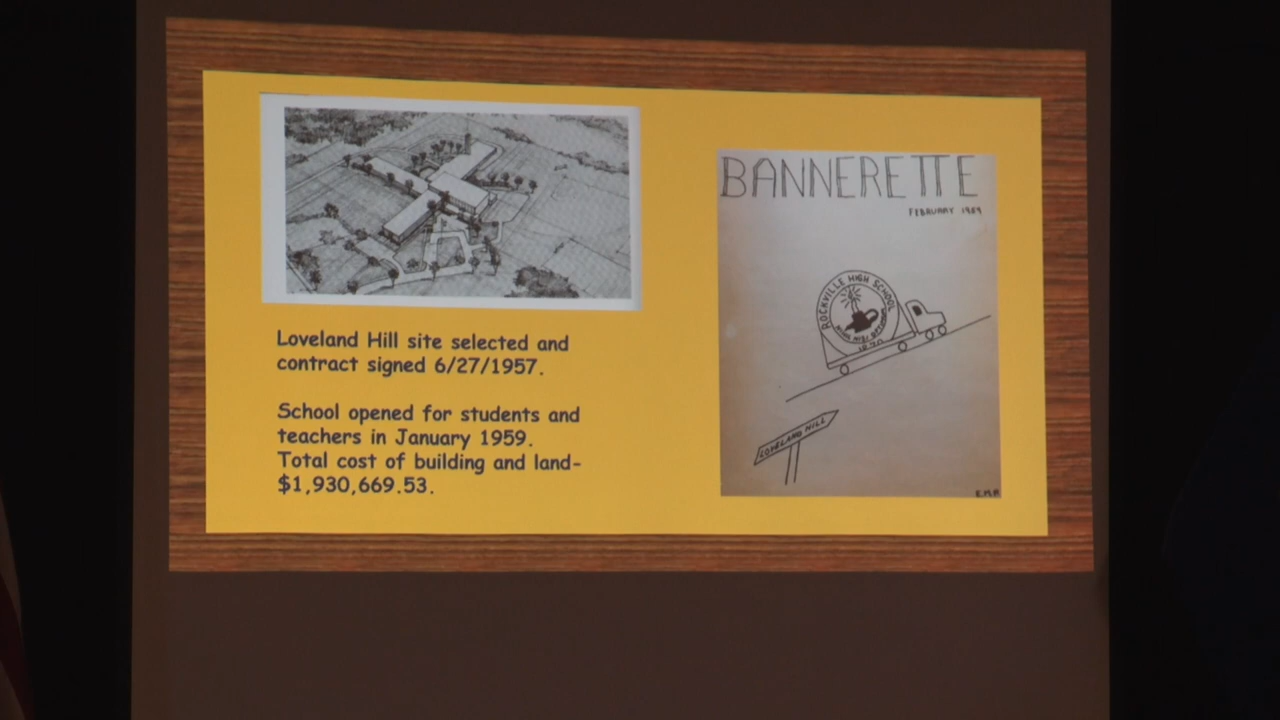 Loveland Hill site selected and
contract signed 6/27/1957.
School opened for students and
teachers in January 1959.
Total cost of building and land-
$1,930,669.53.
BANNERETTE
FEBRUARY 1959
ROCKVILLE HIGH SCHOOL
1870
LOVELAND HILL
E.M.P.